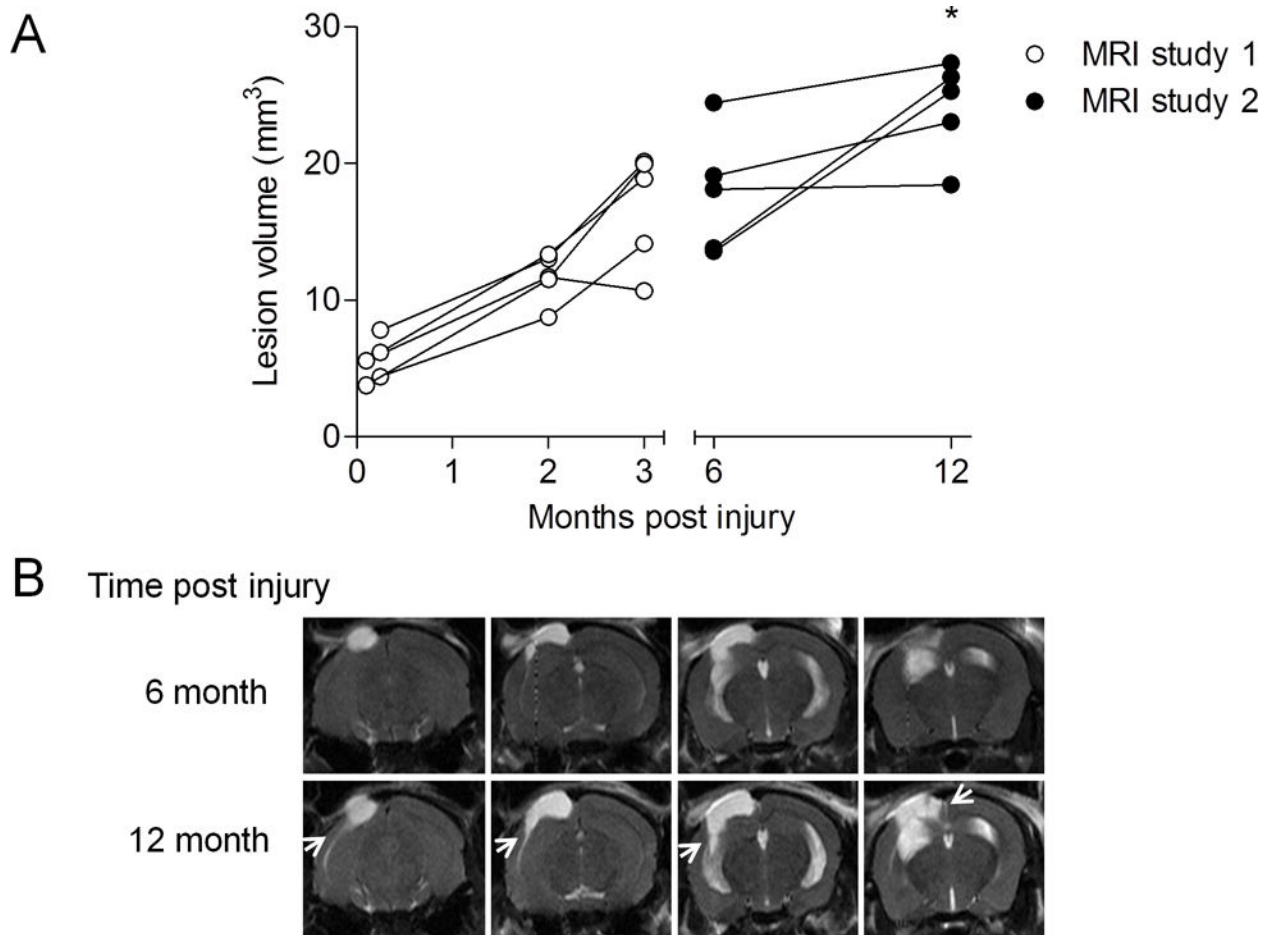 A
30
20
10
0
Lesion volume (mm³)
*
MRI study 1
MRI study 2
0 1 2 3 6 12
Months post injury
B Time post injury
6 month
12 month